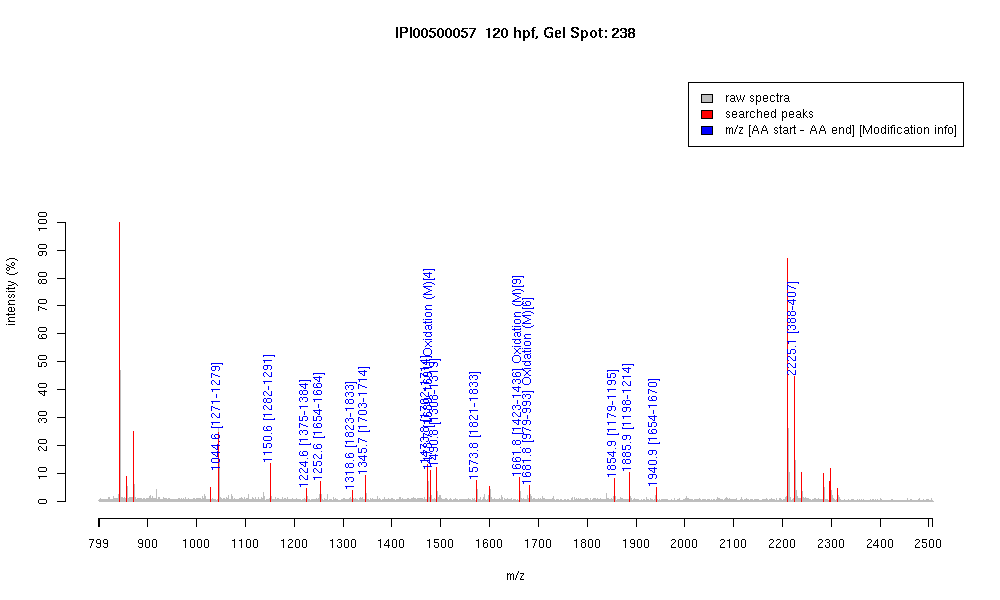 IPI00500057 120 hpf, Gel Spot: 238
raw spectra
searched peaks
m/z [AA start - AA end] [Modification info]
intensity (%)
100
90
80
70
60
50
40
30
20
10
0
1044.6 [1271-1279]
1150.6 [1282-1291]
1224.6 [1375-1384]
1252.6 [1654-1664]
1318.6 [1823-1833]
1345.7 [1703-1714]
Oxidation (M)[4]
1490.8 [1306-1319]
1573.8 [1821-1833]
1661.8 [1423-1436] Oxidation (M)[9]
1681.8 [979-993] Oxidation (M)[6]
1854.9 [1179-1195]
1885.9 [1198-1214]
1940.9 [1654-1670]
2225.1 [388-407]
799 900 1000 1100 1200 1300 1400 1500 1600 1700 1800 1900 2000 2100 2200 2300 2400 2500
m/z